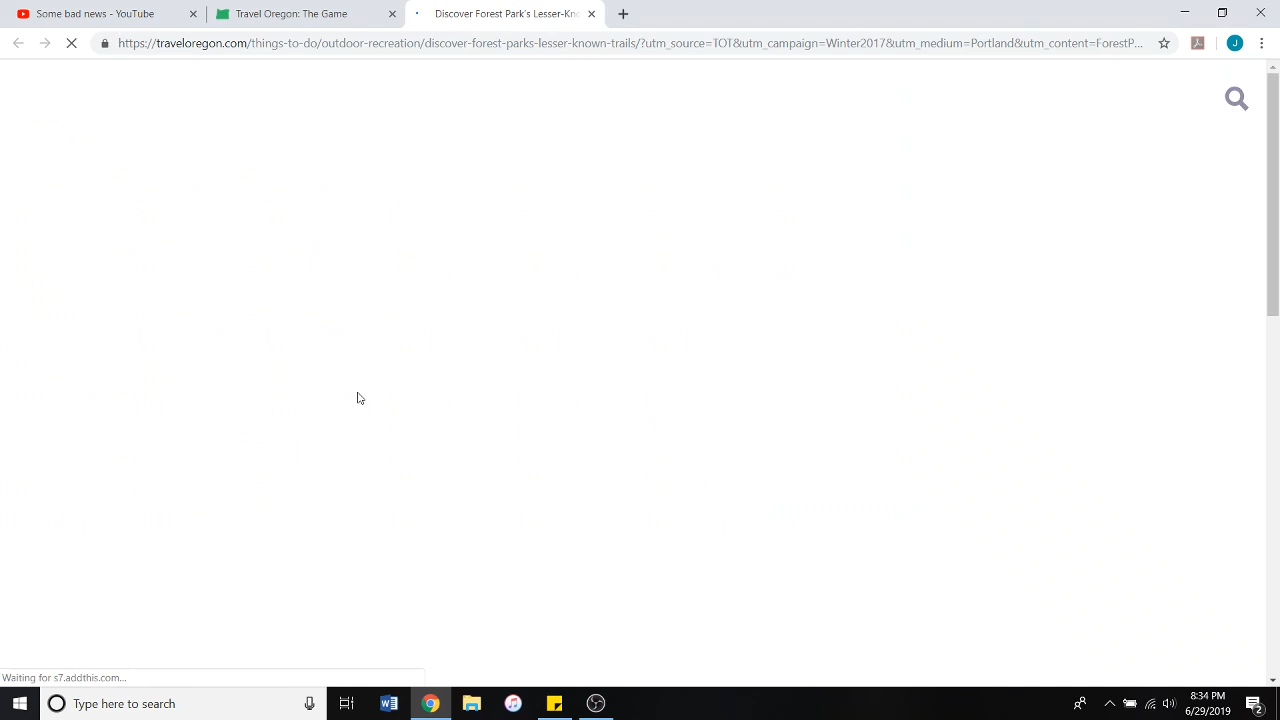 Some bad news - YouTube
Travel Oregon: The Game
Discover Forest Park's Lesser-Kno
https://traveloregon.com/things-to-do/outdoor-recreation/discover-forest-parks-lesser-known-trails/?utm_source=TOT&utm_campaign=Winter2017&utm_medium=Portland&utm_content=ForestP...
J
Waiting for s7.addthis.com...
Type here to search
8:34 PM
6/29/2019
2